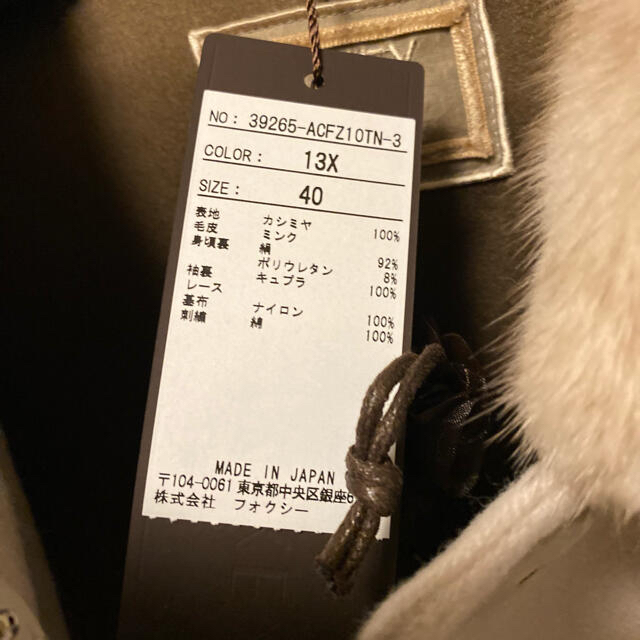 NO: 39265-ACFZ10TN-3
COLOR: 13X
SIZE: 40
表地 カシミヤ 100%
毛皮 ミンク
身頃裏 絹 92%
ポリウレタン 8%
袖裏 キュプラ 100%
レース
基布 ナイロン 100%
刺繍 綿 100%
MADE IN JAPAN
〒104-0061 東京都中央区銀座6
株式会社 フォクシー